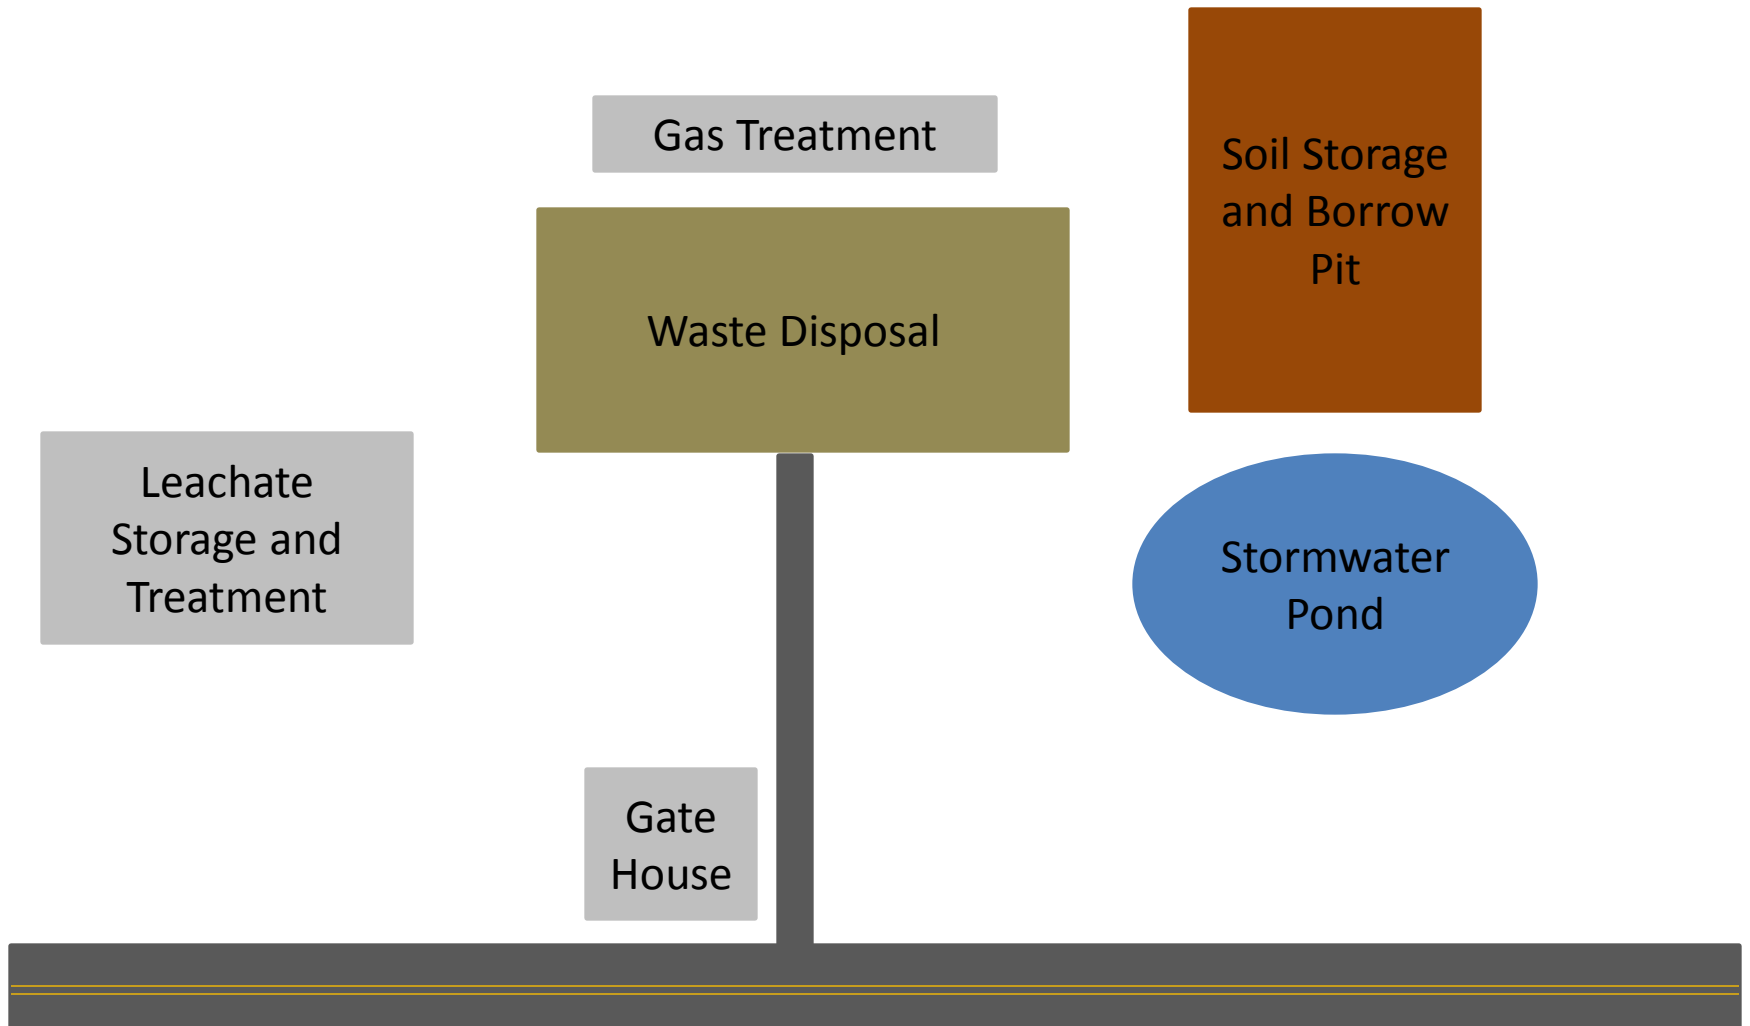 Gas Treatment
Soil Storage
and Borrow
Pit
Waste Disposal
Leachate
Storage and
Treatment
Stormwater
Pond
Gate
House